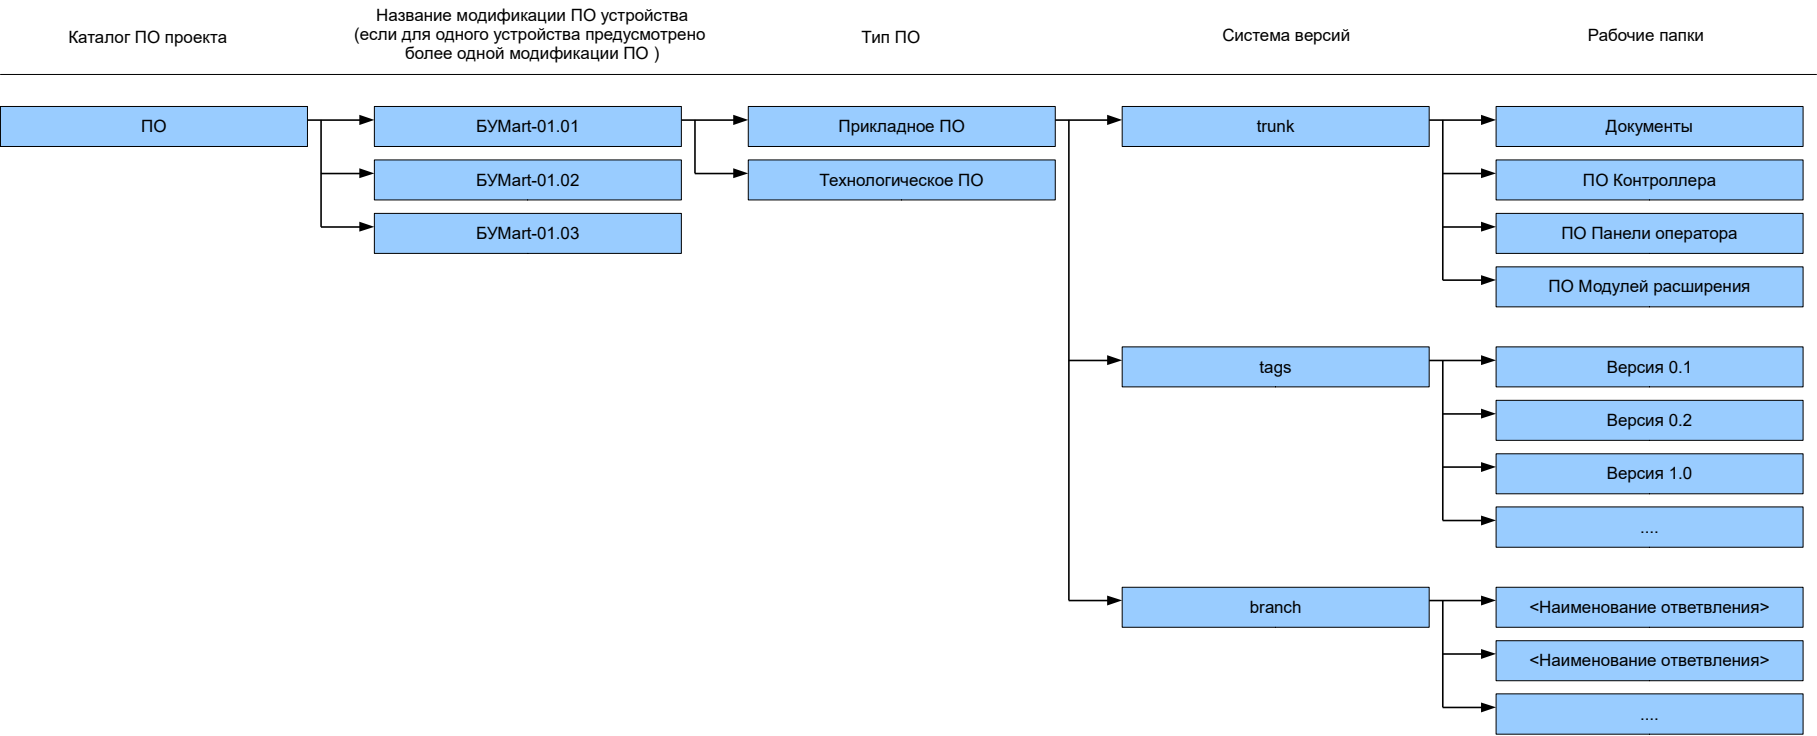 Каталог ПО проекта
Название модификации ПО устройства
(если для одного устройства предусмотрено
более одной модификации ПО )
Тип ПО
Система версий
Рабочие папки
ПО
БУMart-01.01
Прикладное ПО
trunk
Документы
БУMart-01.02
Технологическое ПО
ПО Контроллера
БУMart-01.03
ПО Панели оператора
ПО Модулей расширения
tags
Версия 0.1
Версия 0.2
Версия 1.0
....
branch
<Наименование ответвления>
<Наименование ответвления>
....